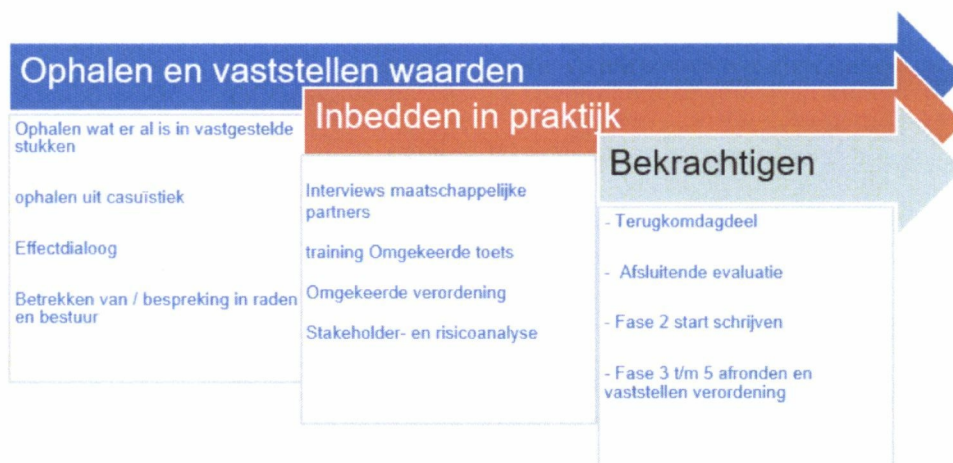 Ophalen en vaststellen waarden
Ophalen wat er al is in vastgestelde
stukken
ophalen uit casuïstiek
Effectdialoog
Betrekken van / bespreking in raden
en bestuur
Inbedden in praktijk
Interviews maatschappelijke
partners
training Omgekeerde toets
Omgekeerde verordening
Stakeholder- en risicoanalyse
Bekrachtigen
- Terugkomdagdeel
- Afsluitende evaluatie
- Fase 2 start schrijven
- Fase 3 t/m 5 afronden en
vaststellen verordening